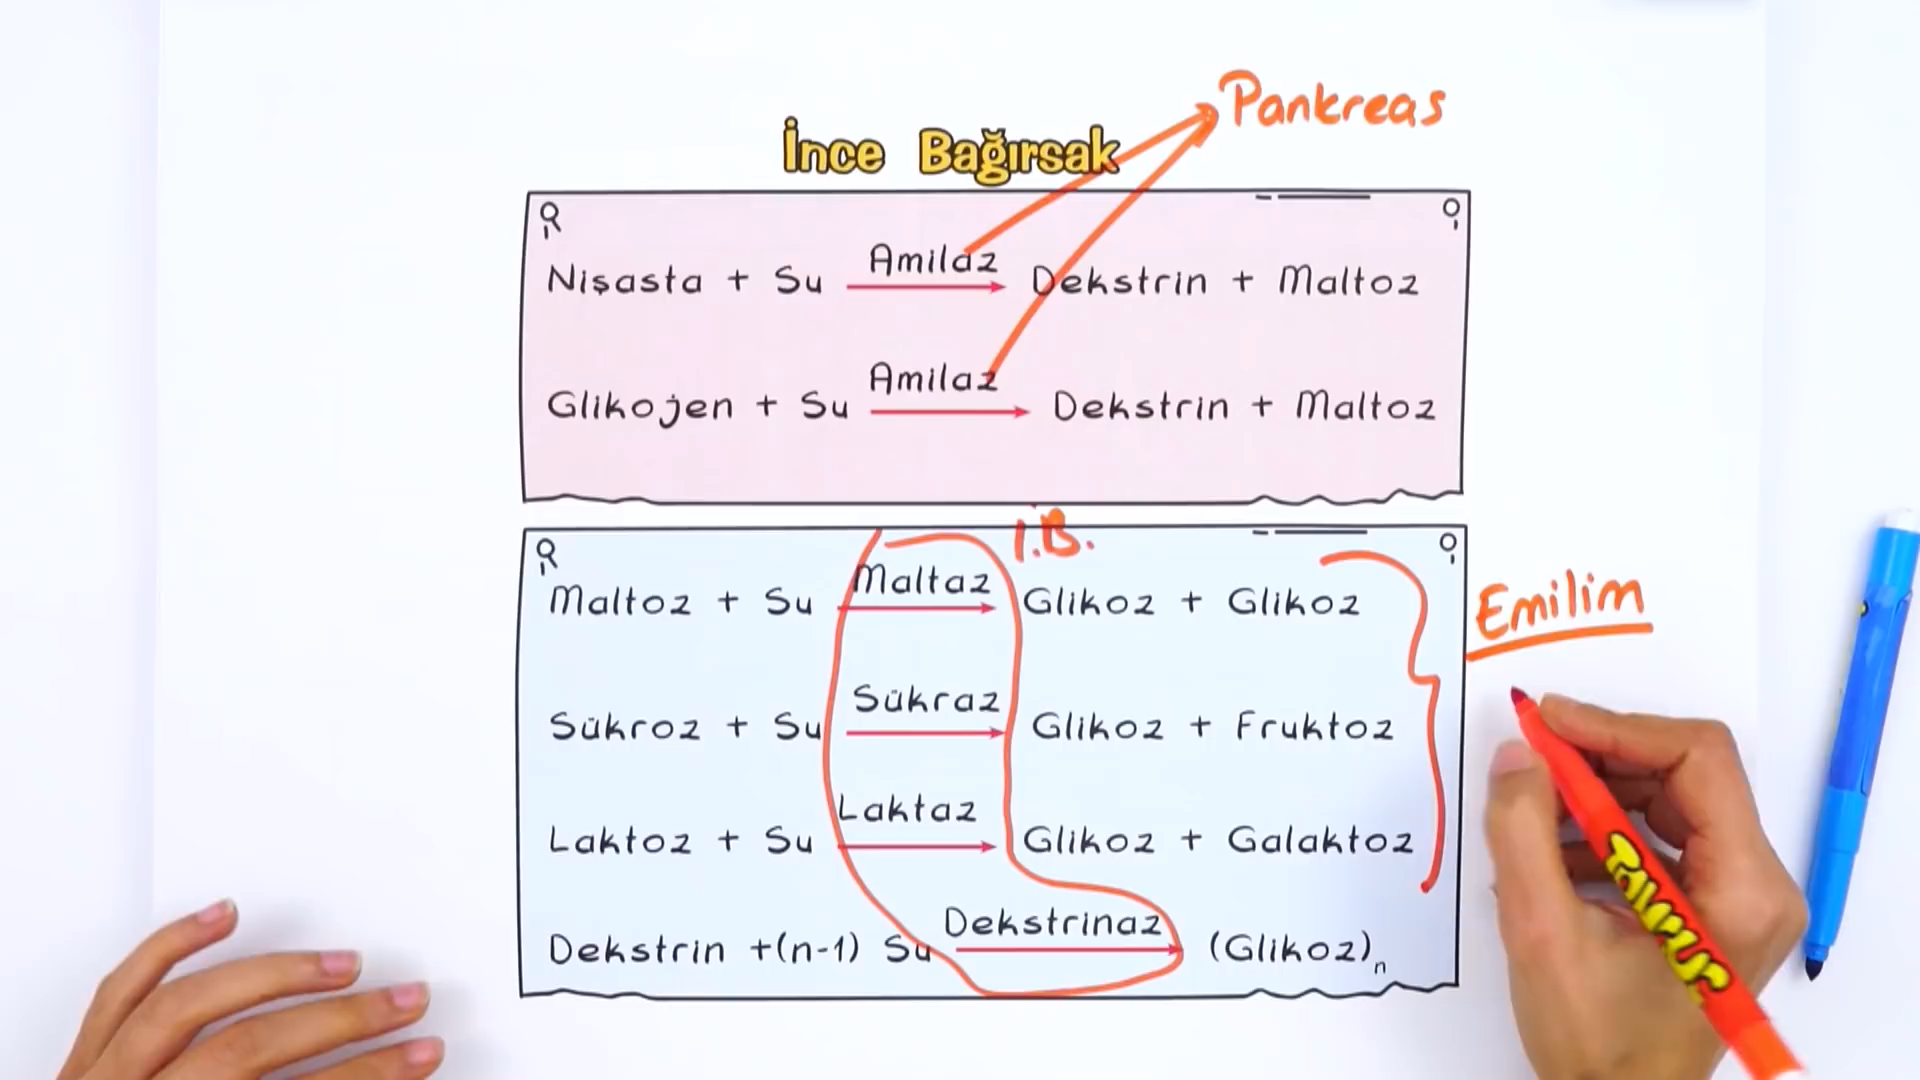 Pankreas
İnce Bağırsak
Amilaz
Nişasta + Su Dekstrin + Maltoz
Amilaz
Glikojen + Su Dekstrin + Maltoz
İ.B.
Maltaz
Maltoz + Su Glikoz + Glikoz
Emilim
Sükraz
Sükroz + Su Glikoz + Fruktoz
Laktaz
Laktoz + Su Glikoz + Galaktoz
Dekstrinaz
Dekstrin +(n-1) Su (Glikoz)n
Tavuk